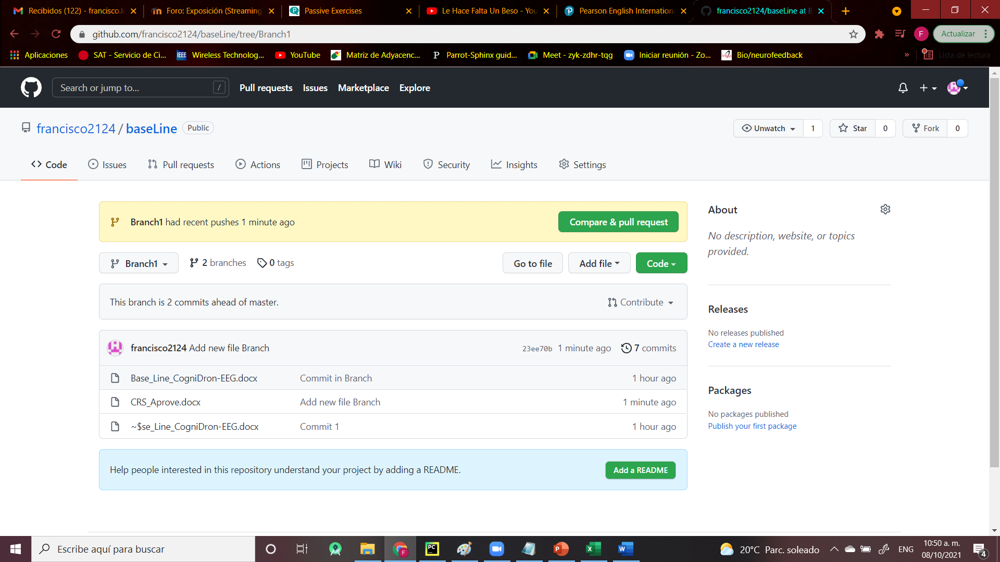 Recibidos (122) - francisco.l
Foro: Exposición (Streaming
Passive Exercises
Le Hace Falta Un Beso - You
Pearson English Internationa
francisco2124/baseLine at B
github.com/francisco2124/baseLine/tree/Branch1
F
Actualizar
Aplicaciones
SAT - Servicio de Ci...
IEEE
Wireless Technolog...
YouTube
Matriz de Adyacenc...
P
Parrot-Sphinx guid...
Meet - zyk-zdhr-tqg
Iniciar reunión - Zo...
Bio/neurofeedback
»
Lista de lectura
Search or jump to...
/
Pull requests
Issues
Marketplace
Explore
francisco2124 / baseLine
Public
Unwatch
1
Star
0
Fork
0
Code
Issues
Pull requests
Actions
Projects
Wiki
Security
Insights
Settings
Branch1 had recent pushes 1 minute ago
Compare & pull request
Branch1
2 branches
0 tags
Go to file
Add file
Code
This branch is 2 commits ahead of master.
Contribute
francisco2124 Add new file Branch
23ee70b 1 minute ago
7 commits
Base_Line_CogniDron-EEG.docx
Commit in Branch
1 hour ago
CRS_Aprove.docx
Add new file Branch
1 minute ago
~$se_Line_CogniDron-EEG.docx
Commit 1
1 hour ago
Help people interested in this repository understand your project by adding a README.
Add a README
About
No description, website, or topics
provided.
Releases
No releases published
Create a new release
Packages
No packages published
Publish your first package
Escribe aquí para buscar
F
PC
P
X
W
20°C Parc. soleado
ENG
10:50 a. m.
08/10/2021
4